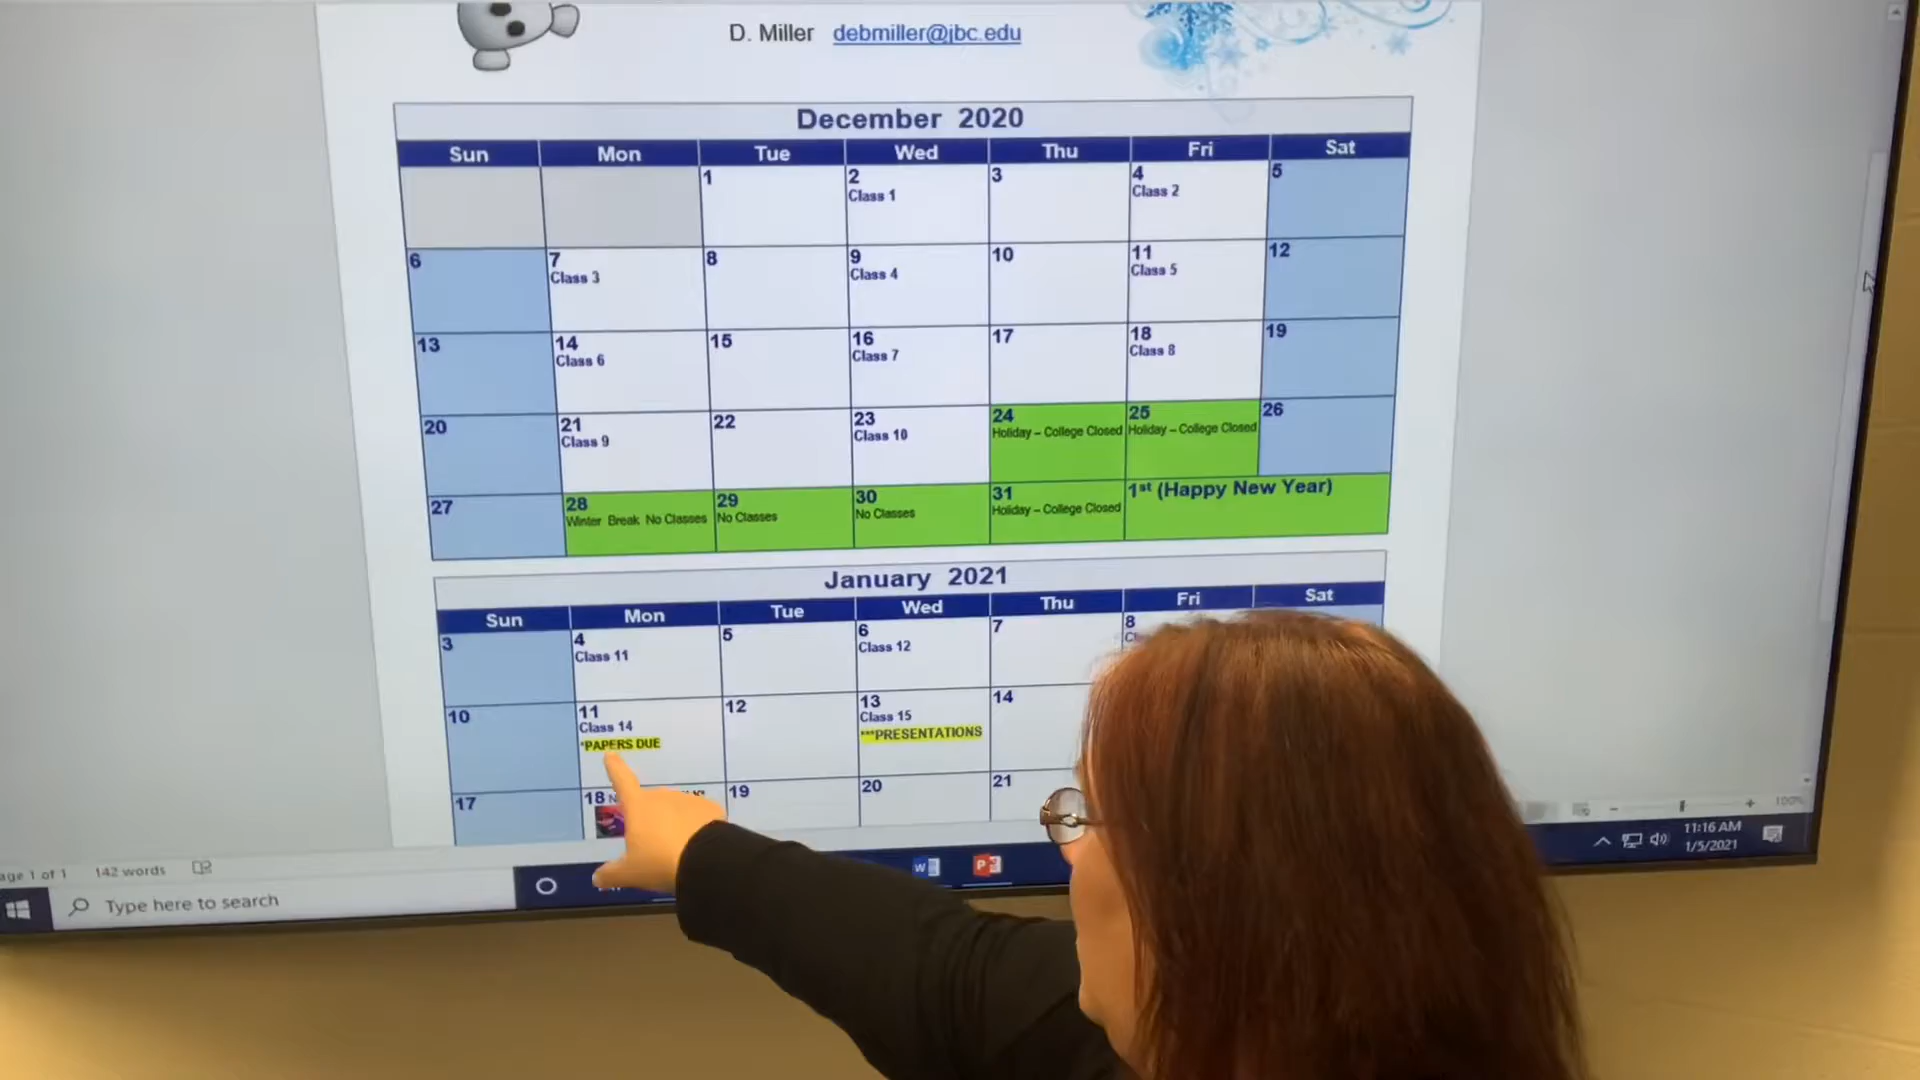 D. Miller debmiller@jbc.edu
December 2020
Sun Mon Tue Wed Thu Fri Sat
1 2 3 4 5
Class 1 Class 2
6 7 8 9 10 11 12
Class 3 Class 4 Class 5
13 14 15 16 17 18 19
Class 6 Class 7 Class 8
20 21 22 23 24 25 26
Class 9 Class 10 Holiday – College Closed Holiday – College Closed
27 28 29 30 31 1st (Happy New Year)
Winter Break No Classes No Classes No Classes Holiday – College Closed
January 2021
Sun Mon Tue Wed Thu Fri Sat
3 4 5 6 7 8
Class 11 Class 12
10 11 12 13 14
Class 14 Class 15
*PAPERS DUE ***PRESENTATIONS
17 18 19 20 21
100%
11:16 AM
1/5/2021
1 of 1 142 words
Type here to search